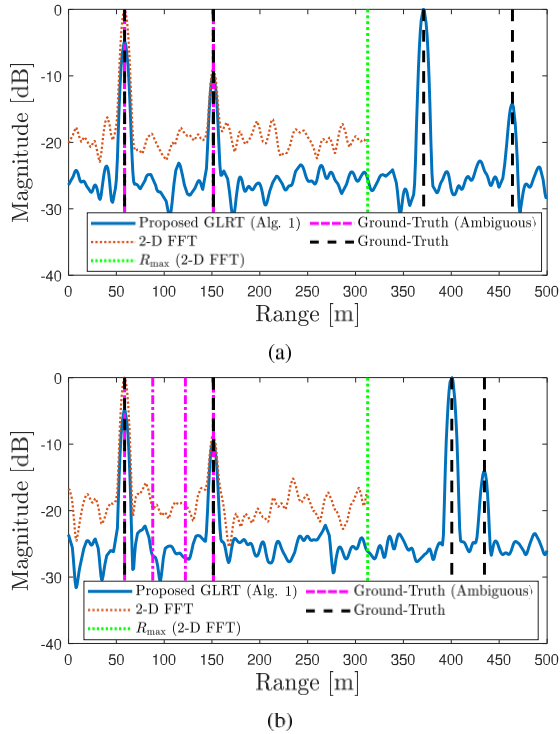 0
-10
-20
-30
-40
Magnitude [dB]
Proposed GLRT (Alg. 1)
2-D FFT
R_max (2-D FFT)
Ground-Truth (Ambiguous)
Ground-Truth
0 50 100 150 200 250 300 350 400 450 500
Range [m]
(a)
0
-10
-20
-30
-40
Magnitude [dB]
Proposed GLRT (Alg. 1)
2-D FFT
R_max (2-D FFT)
Ground-Truth (Ambiguous)
Ground-Truth
0 50 100 150 200 250 300 350 400 450 500
Range [m]
(b)